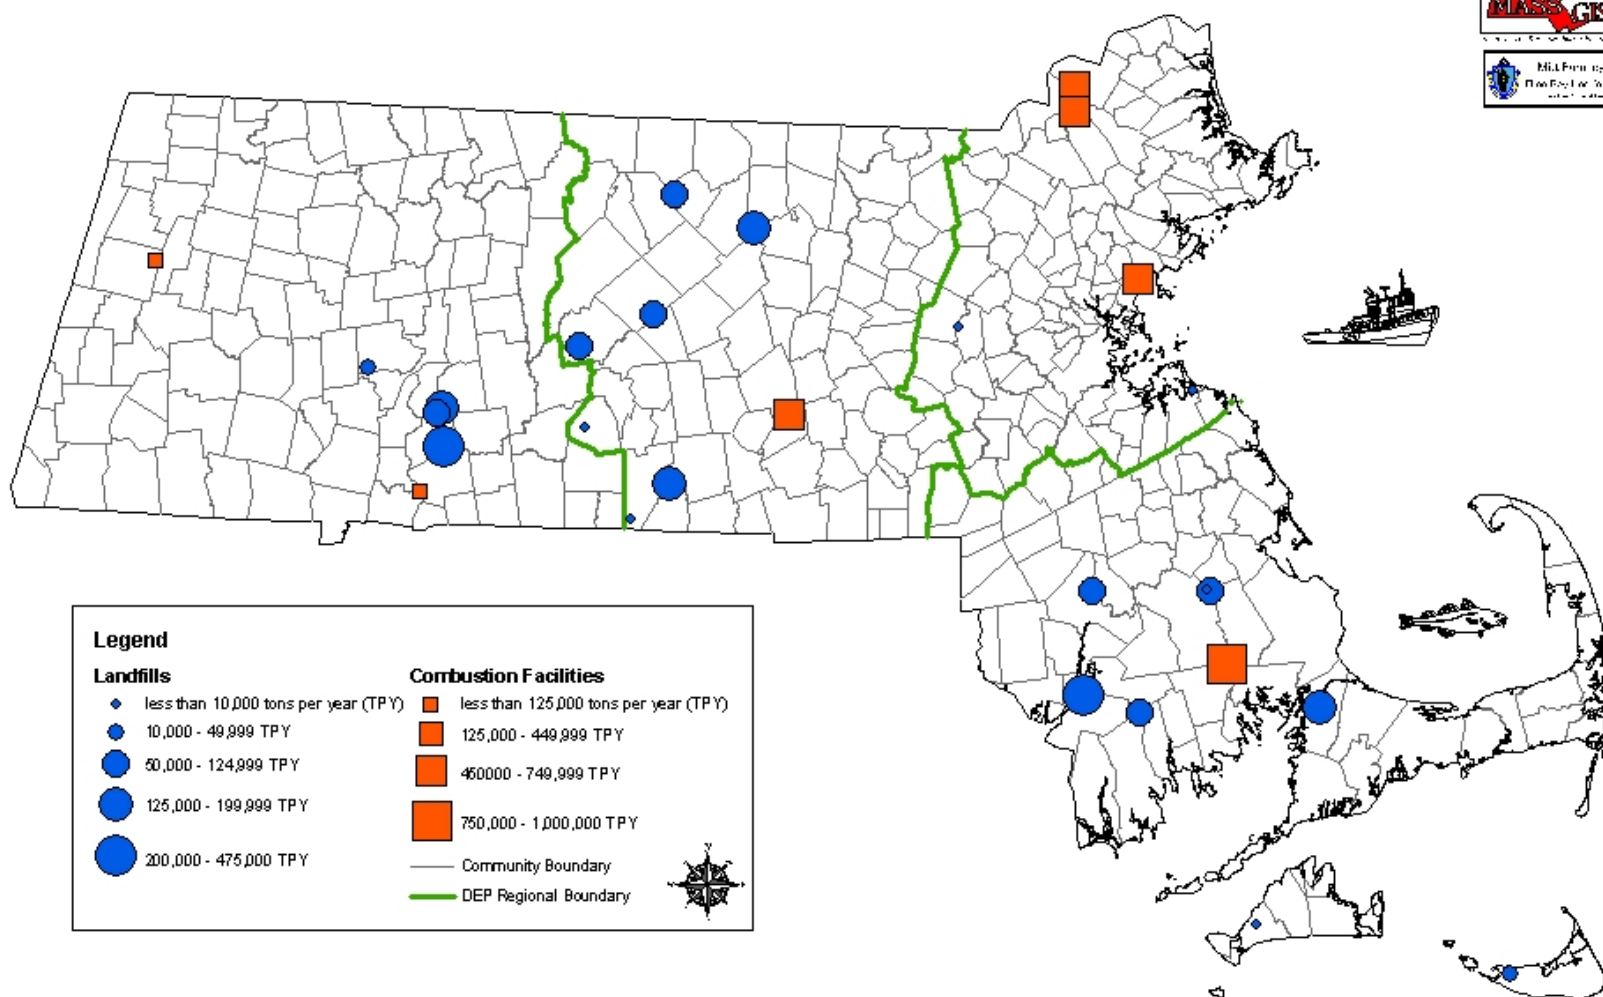 MASS GIS
Legend
Landfills
less than 10,000 tons per year (TPY)
10,000 - 49,999 TPY
50,000 - 124,999 TPY
125,000 - 199,999 TPY
200,000 - 475,000 TPY
Combustion Facilities
less than 125,000 tons per year (TPY)
125,000 - 449,999 TPY
450000 - 749,999 TPY
750,000 - 1,000,000 TPY
Community Boundary
DEP Regional Boundary